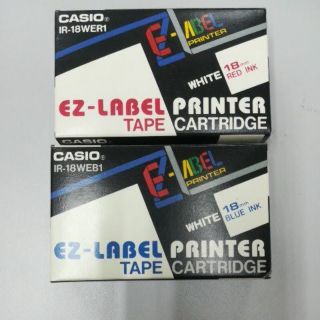 CASIO®
IR-18WER1
EZ-LABEL
PRINTER
WHITE
18mm
RED INK
EZ-LABEL PRINTER
TAPE CARTRIDGE
CASIO®
IR-18WEB1
EZ-LABEL
PRINTER
WHITE
18mm
BLUE INK
EZ-LABEL PRINTER
TAPE CARTRIDGE